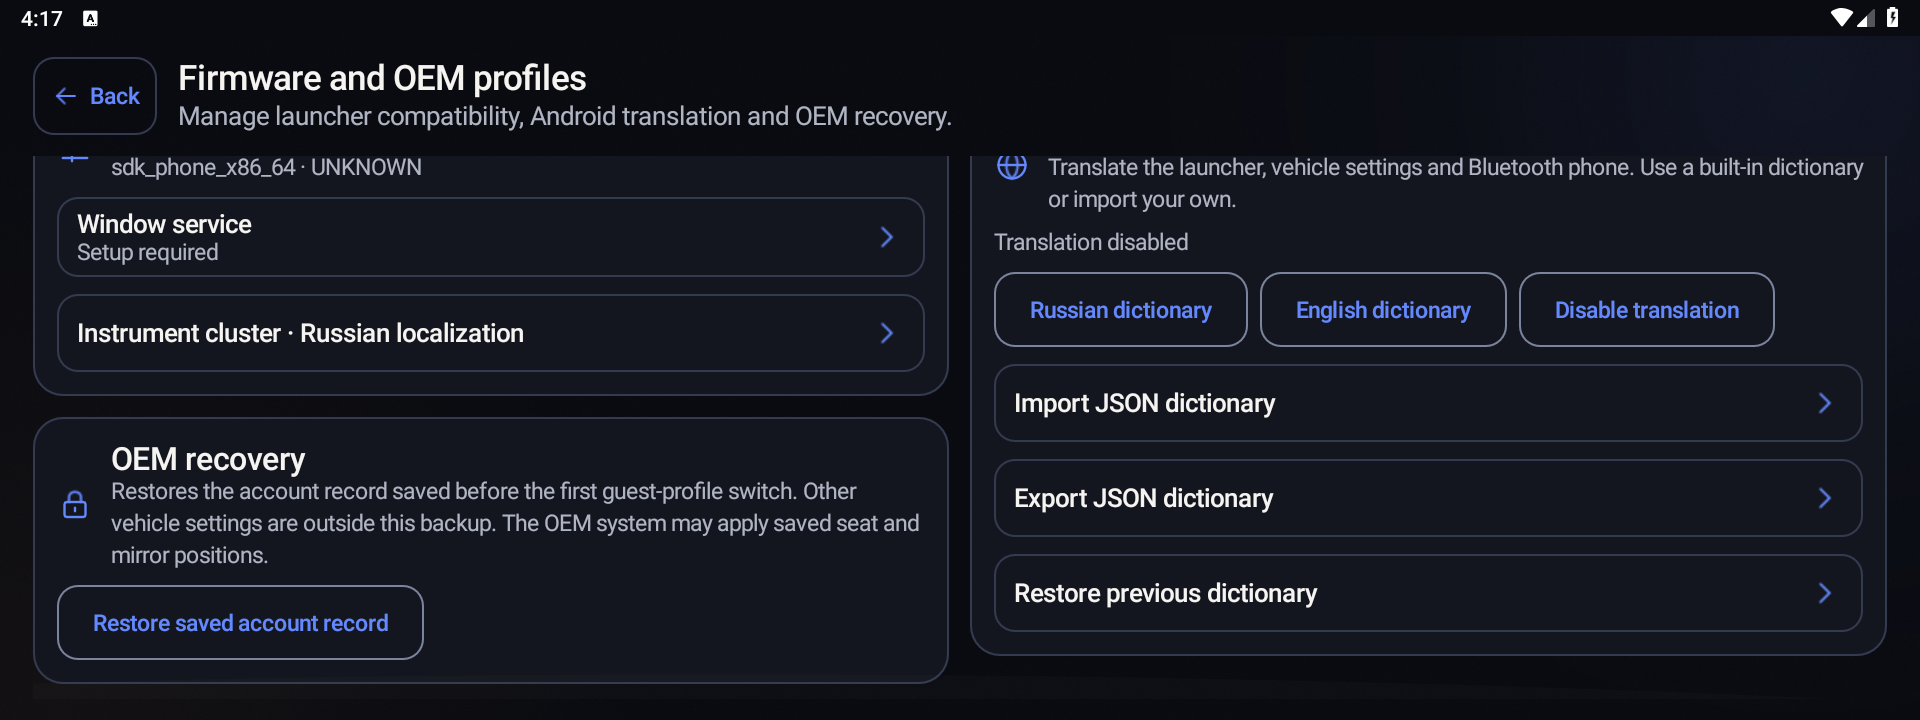 4:17
A
Back
Firmware and OEM profiles
Manage launcher compatibility, Android translation and OEM recovery.
sdk_phone_x86_64 · UNKNOWN
Window service
Setup required
Instrument cluster · Russian localization
OEM recovery
Restores the account record saved before the first guest-profile switch. Other
vehicle settings are outside this backup. The OEM system may apply saved seat and
mirror positions.
Restore saved account record
Translate the launcher, vehicle settings and Bluetooth phone. Use a built-in dictionary
or import your own.
Translation disabled
Russian dictionary
English dictionary
Disable translation
Import JSON dictionary
Export JSON dictionary
Restore previous dictionary